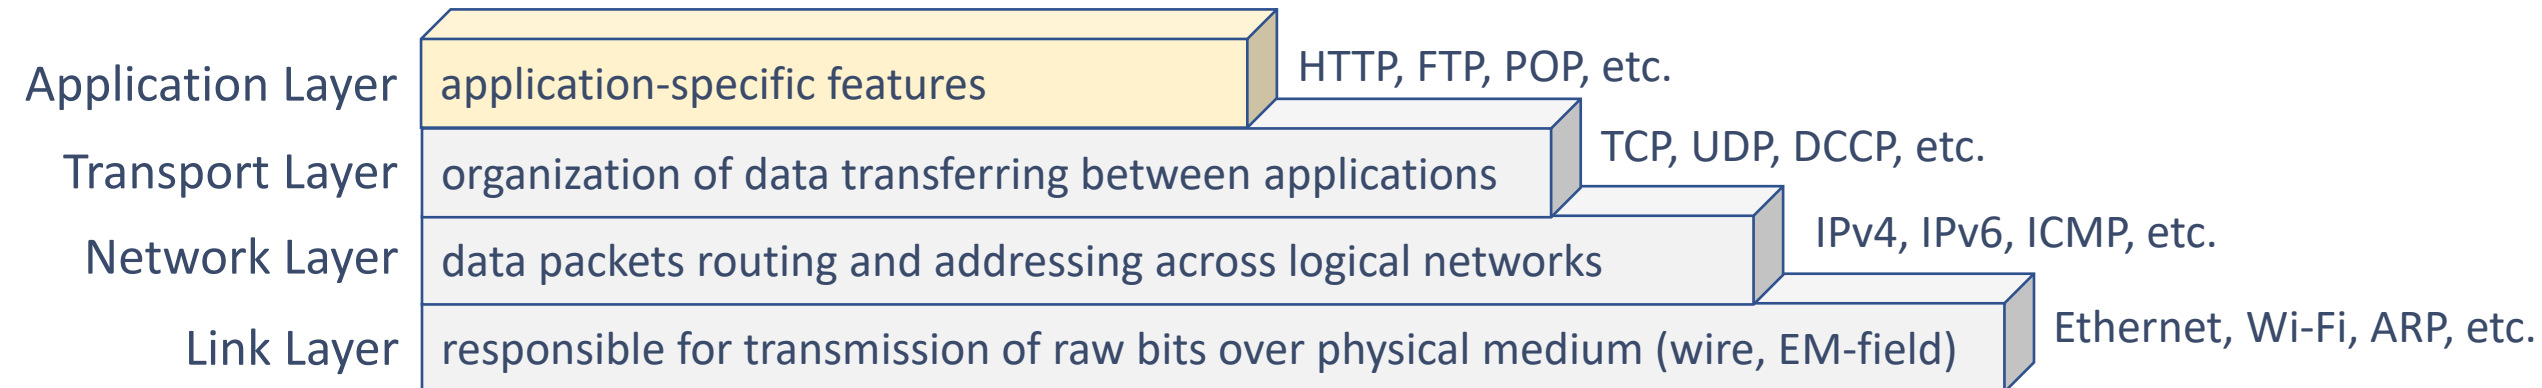 Application Layer
application-specific features
HTTP, FTP, POP, etc.
Transport Layer
organization of data transferring between applications
TCP, UDP, DCCP, etc.
Network Layer
data packets routing and addressing across logical networks
IPv4, IPv6, ICMP, etc.
Link Layer
responsible for transmission of raw bits over physical medium (wire, EM-field)
Ethernet, Wi-Fi, ARP, etc.